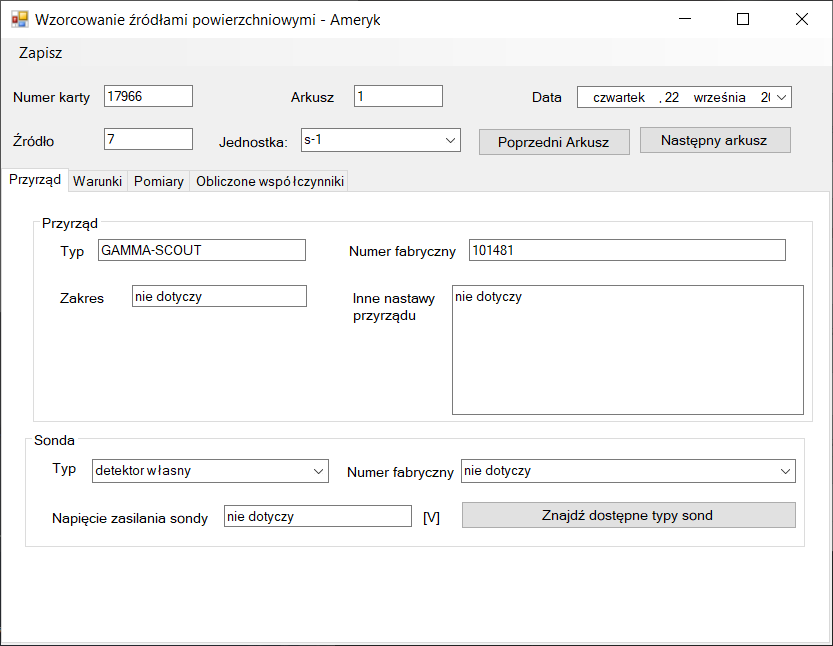 Wzorcowanie źródłami powierzchniowymi - Ameryk
Zapisz
Numer karty 17966 Arkusz 1 Data czwartek , 22 września
Źródło 7 Jednostka: s-1 Poprzedni Arkusz Następny arkusz
Przyrząd Warunki Pomiary Obliczone współczynniki
Przyrząd
Typ GAMMA-SCOUT Numer fabryczny 101481
Zakres nie dotyczy Inne nastawy przyrządu nie dotyczy
Sonda
Typ detektor własny Numer fabryczny nie dotyczy
Napięcie zasilania sondy nie dotyczy [V] Znajdź dostępne typy sond